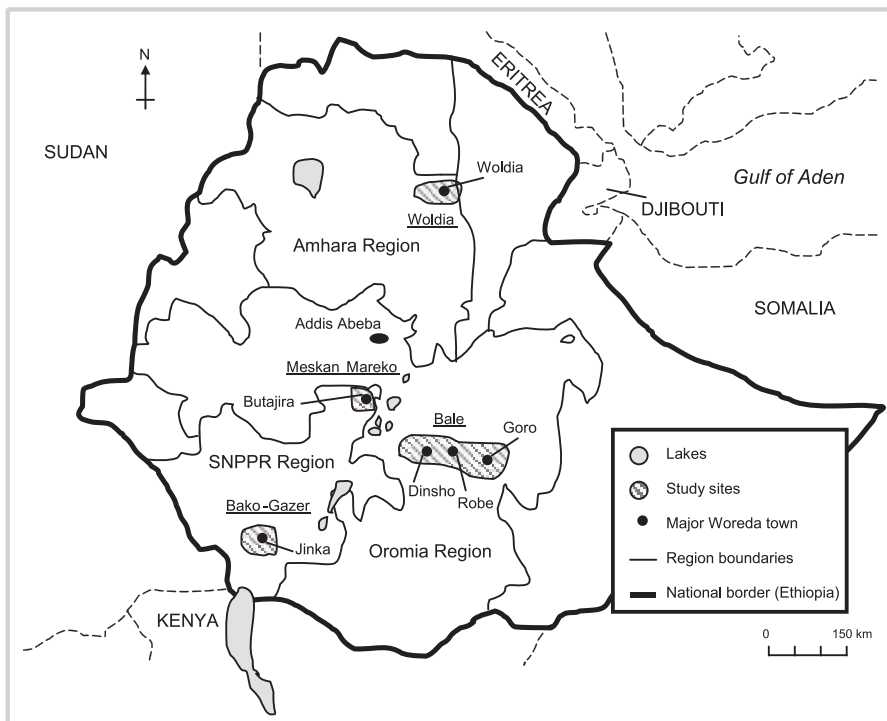 N
ERITREA
SUDAN
Woldia
Gulf of Aden
Woldia
DJIBOUTI
Amhara Region
SOMALIA
Addis Abeba
Meskan Mareko
Butajira
Bale
Goro
SNPPR Region
Dinsho
Robe
Bako-Gazer
Jinka
Oromia Region
KENYA
Lakes
Study sites
Major Woreda town
Region boundaries
National border (Ethiopia)
0 150 km